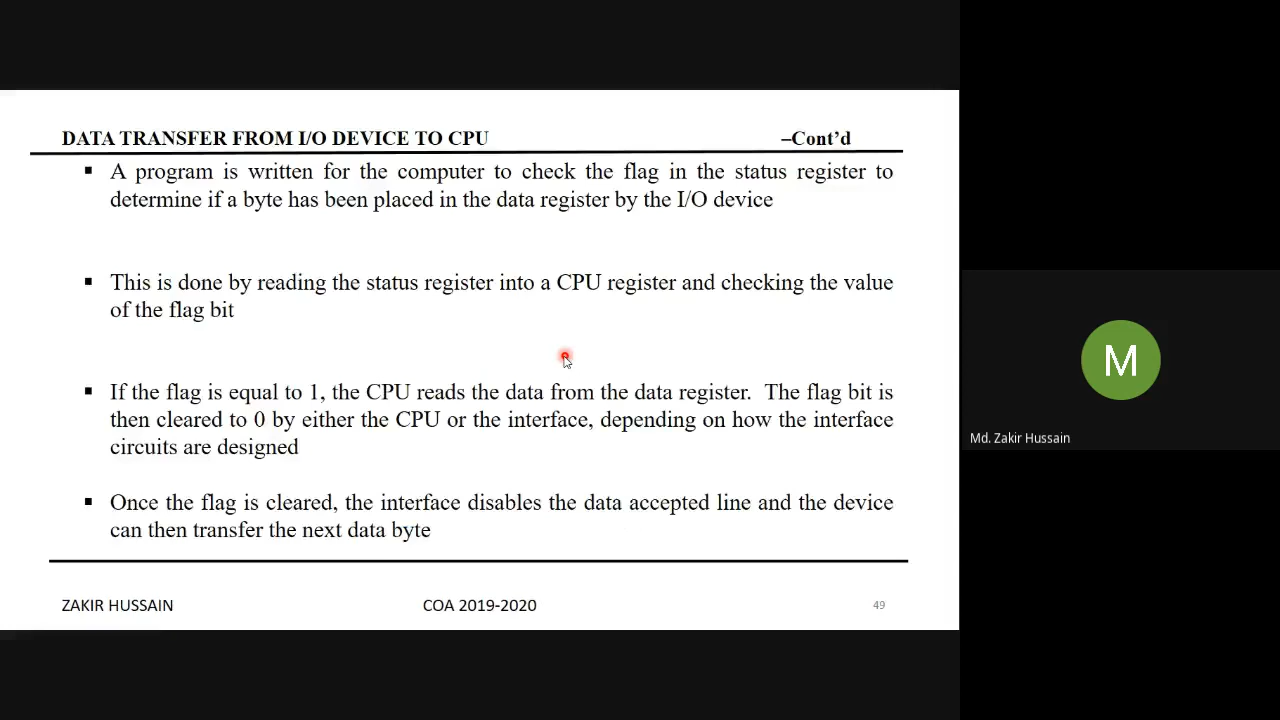 DATA TRANSFER FROM I/O DEVICE TO CPU –Cont’d
▪ A program is written for the computer to check the flag in the status register to
determine if a byte has been placed in the data register by the I/O device
▪ This is done by reading the status register into a CPU register and checking the value
of the flag bit
▪ If the flag is equal to 1, the CPU reads the data from the data register. The flag bit is
then cleared to 0 by either the CPU or the interface, depending on how the interface
circuits are designed
▪ Once the flag is cleared, the interface disables the data accepted line and the device
can then transfer the next data byte
ZAKIR HUSSAIN COA 2019-2020 49
M
Md. Zakir Hussain